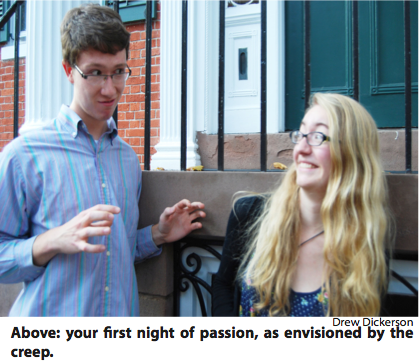 Drew Dickerson
Above: your first night of passion, as envisioned by the
creep.